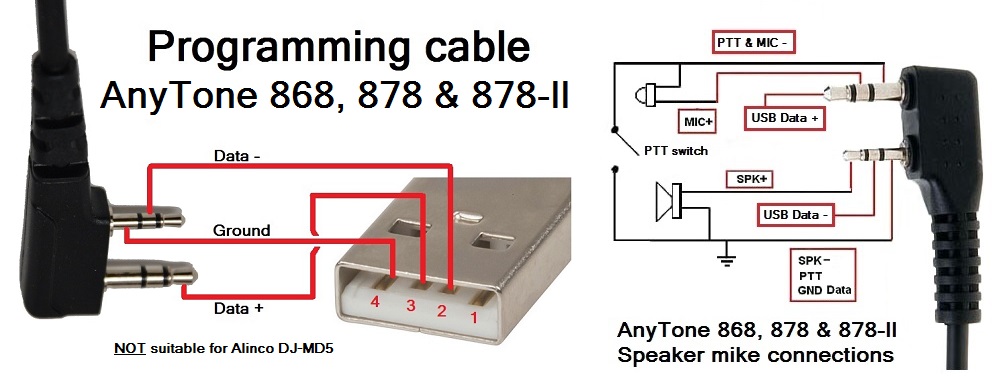 Programming cable
AnyTone 868, 878 & 878-II
Data -
Ground
Data +
4
3
2
1
NOT suitable for Alinco DJ-MD5
PTT & MIC -
MIC+
USB Data +
PTT switch
SPK+
USB Data -
SPK-
PTT
GND Data
AnyTone 868, 878 & 878-II
Speaker mike connections